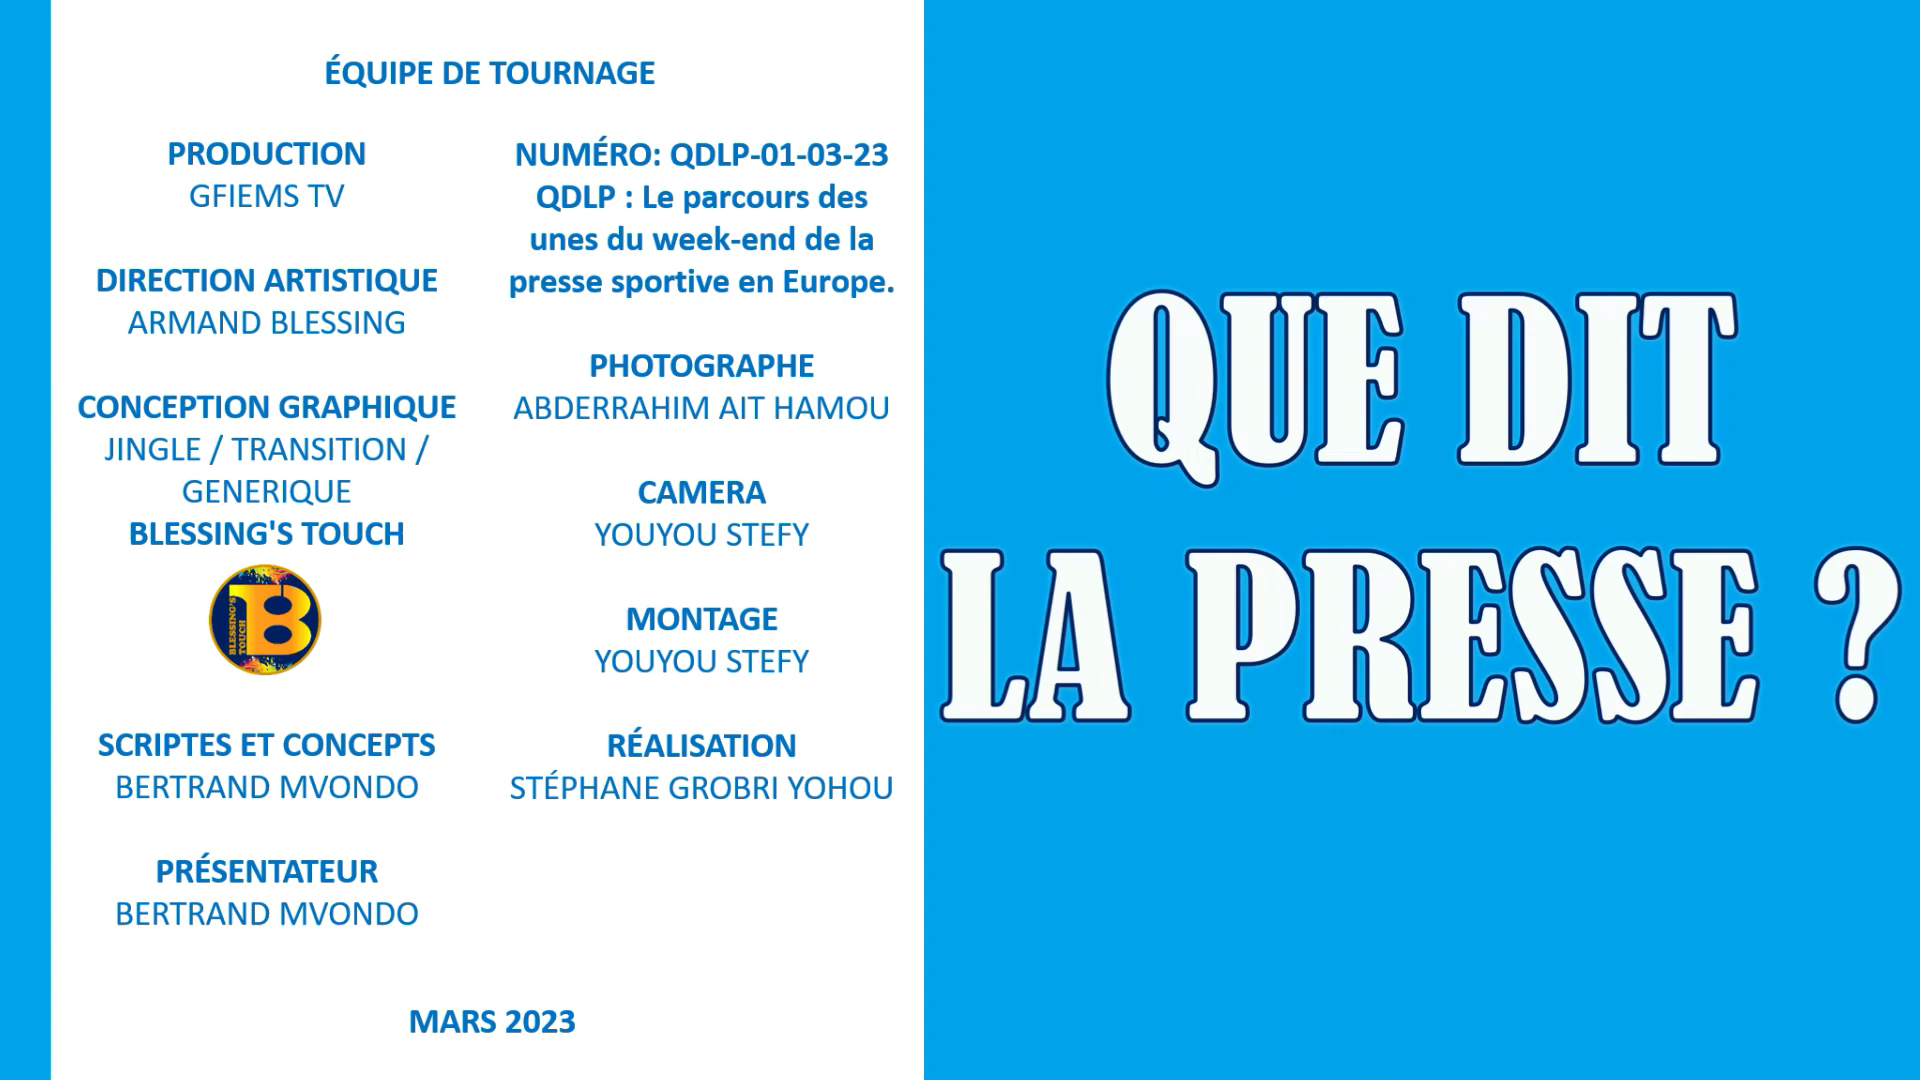 ÉQUIPE DE TOURNAGE
PRODUCTION
GFIEMS TV
DIRECTION ARTISTIQUE
ARMAND BLESSING
CONCEPTION GRAPHIQUE
JINGLE / TRANSITION /
GENERIQUE
BLESSING'S TOUCH
BLESSING'S
TOUCH
B
SCRIPTES ET CONCEPTS
BERTRAND MVONDO
PRÉSENTATEUR
BERTRAND MVONDO
NUMÉRO: QDLP-01-03-23
QDLP : Le parcours des
unes du week-end de la
presse sportive en Europe.
PHOTOGRAPHE
ABDERRAHIM AIT HAMOU
CAMERA
YOUYOU STEFY
MONTAGE
YOUYOU STEFY
RÉALISATION
STÉPHANE GROBRI YOHOU
MARS 2023
QUE DIT
LA PRESSE ?